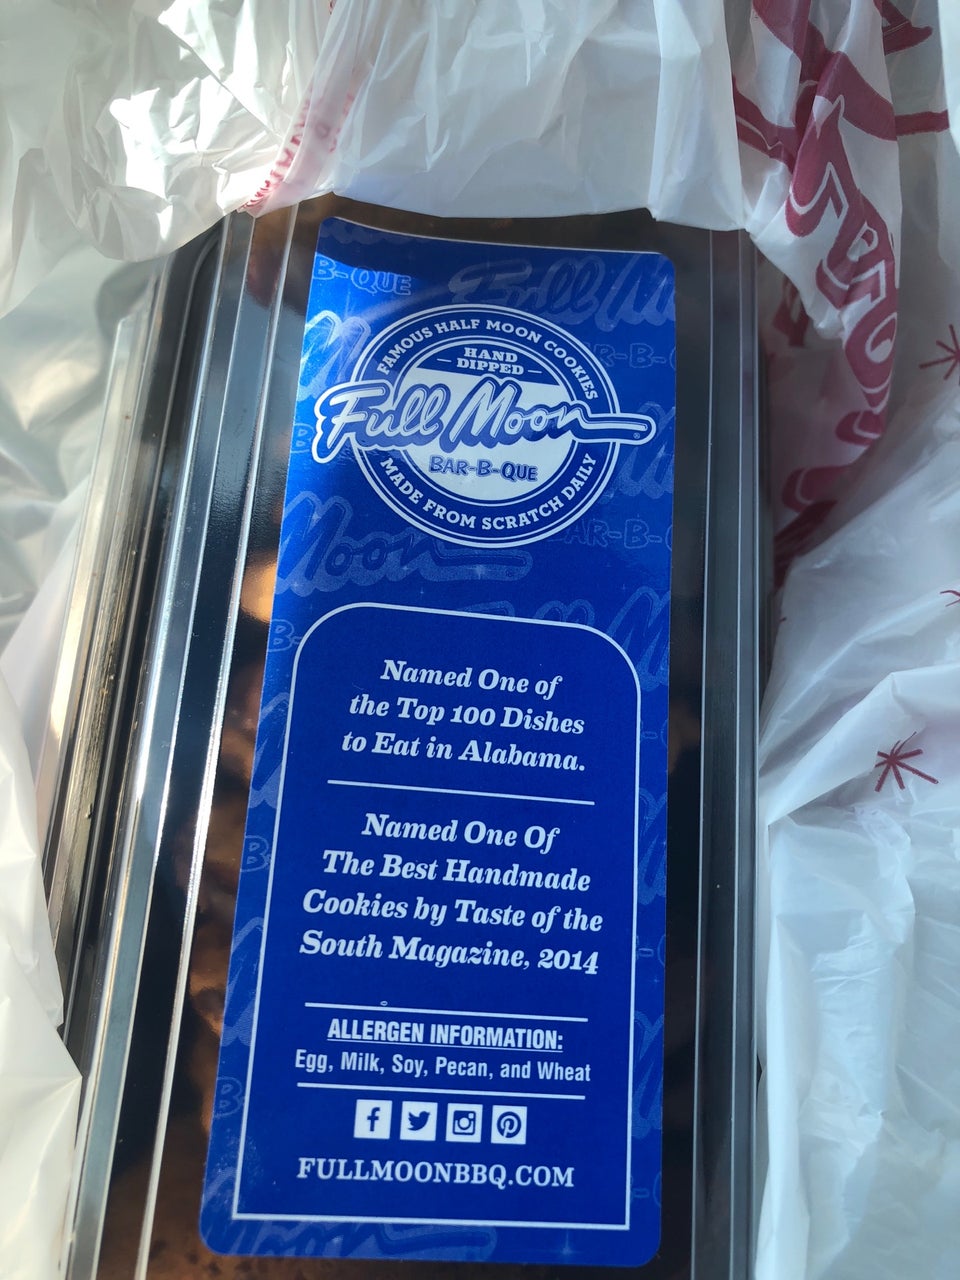 FAMOUS HALF MOON COOKIES
HAND
DIPPED
Full Moon
BAR-B-QUE
MADE FROM SCRATCH DAILY
Named One of
the Top 100 Dishes
to Eat in Alabama.
Named One Of
The Best Handmade
Cookies by Taste of the
South Magazine, 2014
ALLERGEN INFORMATION:
Egg, Milk, Soy, Pecan, and Wheat
FULLMOONBBQ.COM